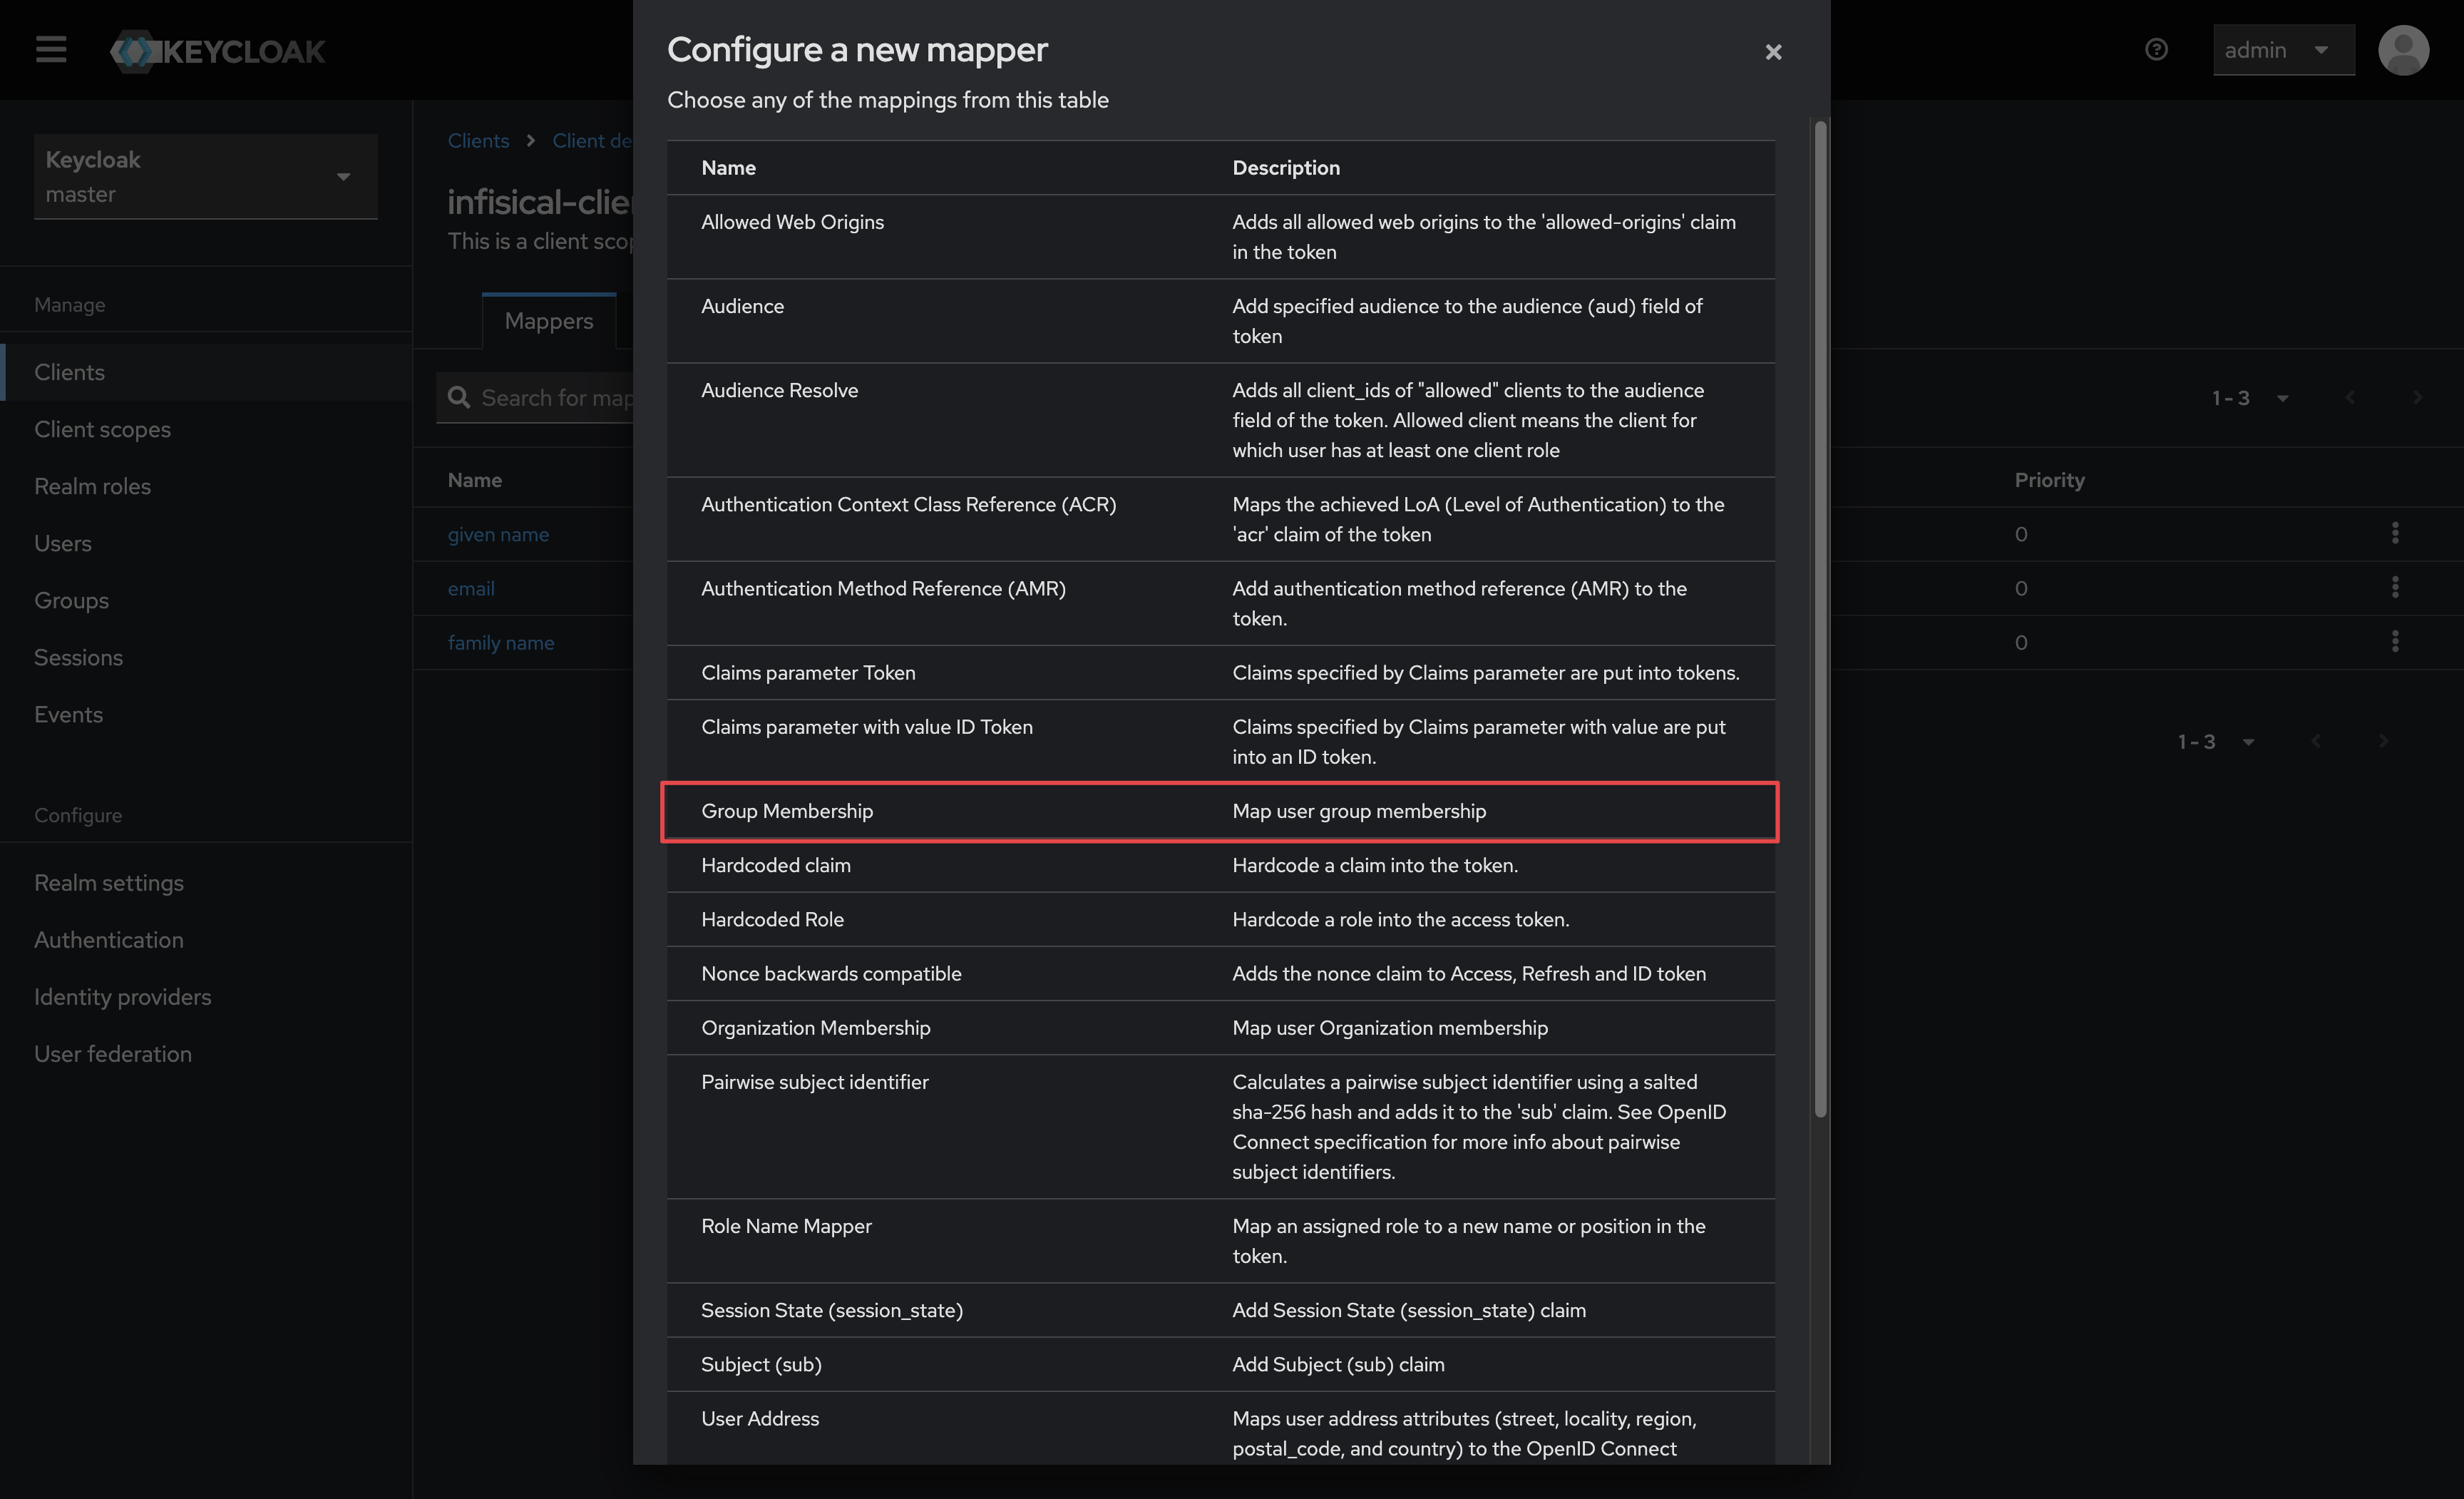 KEYCLOAK
admin
Keycloak
master
Manage
Clients
Client scopes
Realm roles
Users
Groups
Sessions
Events
Configure
Realm settings
Authentication
Identity providers
User federation
Clients
Client de
infisical-clie
This is a client sco
Mappers
Search for map
1 - 3
Name
Priority
given name
0
email
0
family name
0
1 - 3
Configure a new mapper
Choose any of the mappings from this table
Name
Description
Allowed Web Origins
Adds all allowed web origins to the 'allowed-origins' claim
in the token
Audience
Add specified audience to the audience (aud) field of
token
Audience Resolve
Adds all client_ids of "allowed" clients to the audience
field of the token. Allowed client means the client for
which user has at least one client role
Authentication Context Class Reference (ACR)
Maps the achieved LoA (Level of Authentication) to the
'acr' claim of the token
Authentication Method Reference (AMR)
Add authentication method reference (AMR) to the
token.
Claims parameter Token
Claims specified by Claims parameter are put into tokens.
Claims parameter with value ID Token
Claims specified by Claims parameter with value are put
into an ID token.
Group Membership
Map user group membership
Hardcoded claim
Hardcode a claim into the token.
Hardcoded Role
Hardcode a role into the access token.
Nonce backwards compatible
Adds the nonce claim to Access, Refresh and ID token
Organization Membership
Map user Organization membership
Pairwise subject identifier
Calculates a pairwise subject identifier using a salted
sha-256 hash and adds it to the 'sub' claim. See OpenID
Connect specification for more info about pairwise
subject identifiers.
Role Name Mapper
Map an assigned role to a new name or position in the
token.
Session State (session_state)
Add Session State (session_state) claim
Subject (sub)
Add Subject (sub) claim
User Address
Maps user address attributes (street, locality, region,
postal_code, and country) to the OpenID Connect